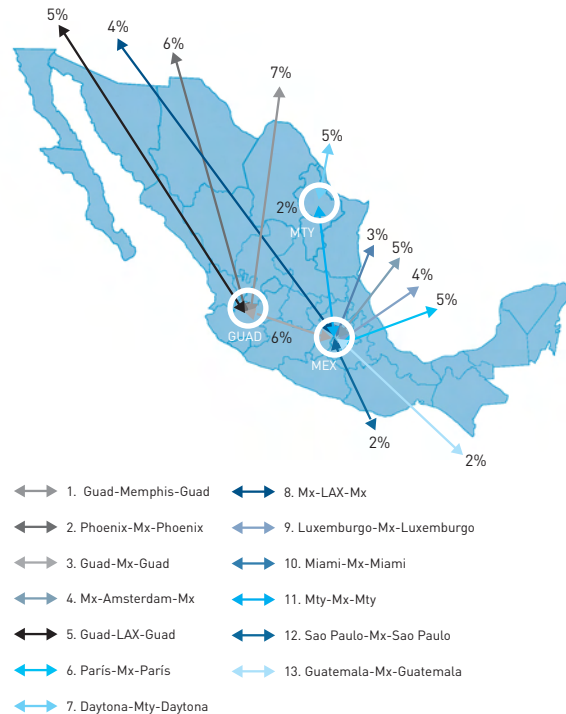 5%
4%
6%
7%
5%
2%
MTY
3%
5%
4%
5%
GUAD
6%
MEX
2%
2%
1. Guad-Memphis-Guad
2. Phoenix-Mx-Phoenix
3. Guad-Mx-Guad
4. Mx-Amsterdam-Mx
5. Guad-LAX-Guad
6. París-Mx-París
7. Daytona-Mty-Daytona
8. Mx-LAX-Mx
9. Luxemburgo-Mx-Luxemburgo
10. Miami-Mx-Miami
11. Mty-Mx-Mty
12. Sao Paulo-Mx-Sao Paulo
13. Guatemala-Mx-Guatemala